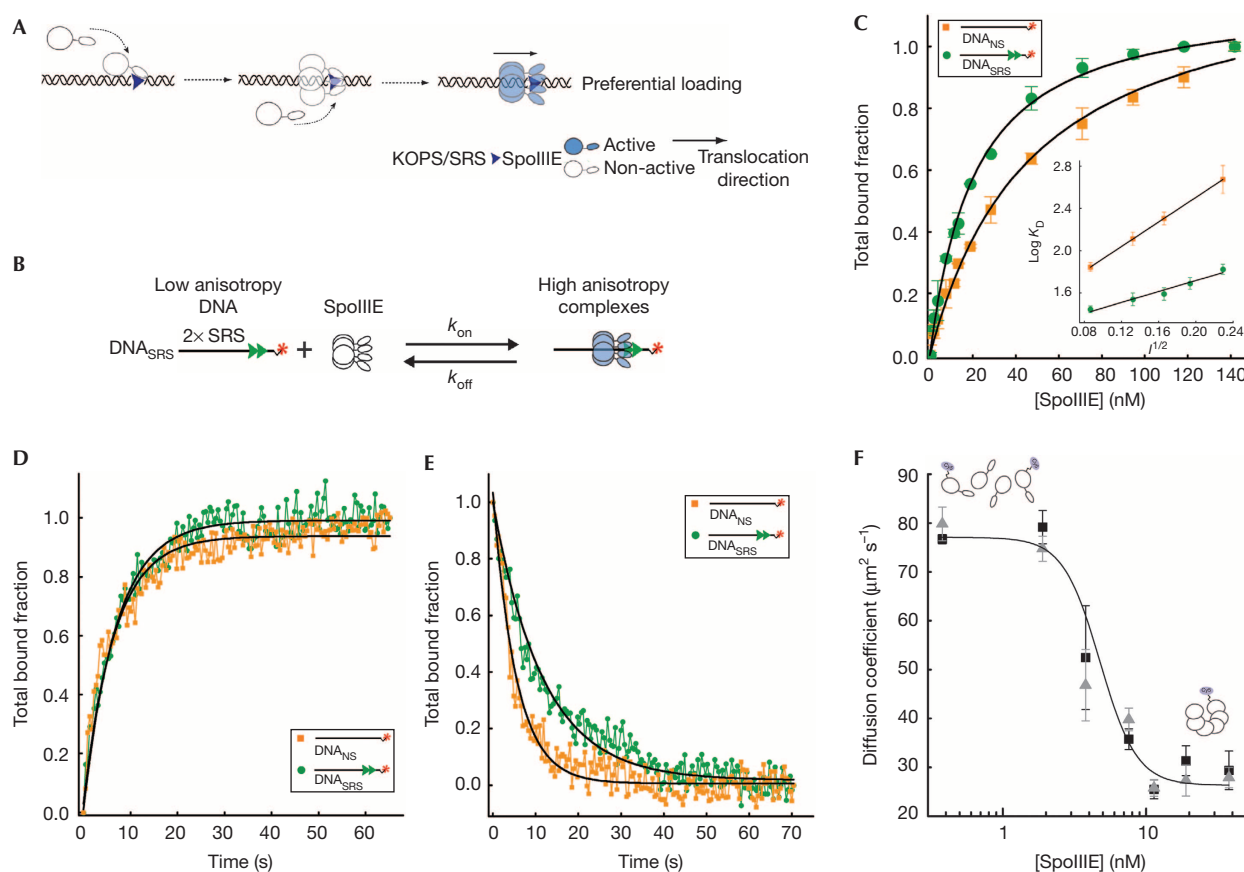 A
Preferential loading
KOPS/SRS SpoIIIE
Active
Non-active
Translocation
direction
B
Low anisotropy
DNA
SpoIIIE
High anisotropy
complexes
DNA_SRS
2× SRS
+
k_on
k_off
C
DNA_NS
DNA_SRS
Total bound fraction
1.0
0.8
0.6
0.4
0.2
0.0
0 20 40 60 80 100 120 140
[SpoIIIE] (nM)
Log K_D
2.8
2.4
2.0
1.6
0.08 0.12 0.16 0.20 0.24
I^1/2
D
Total bound fraction
1.0
0.8
0.6
0.4
0.2
0.0
DNA_NS
DNA_SRS
0 10 20 30 40 50 60
Time (s)
E
Total bound fraction
1.0
0.8
0.6
0.4
0.2
0.0
DNA_NS
DNA_SRS
0 10 20 30 40 50 60 70
Time (s)
F
Diffusion coefficient (μm² s⁻¹)
90
80
70
60
50
40
30
20
1 10
[SpoIIIE] (nM)